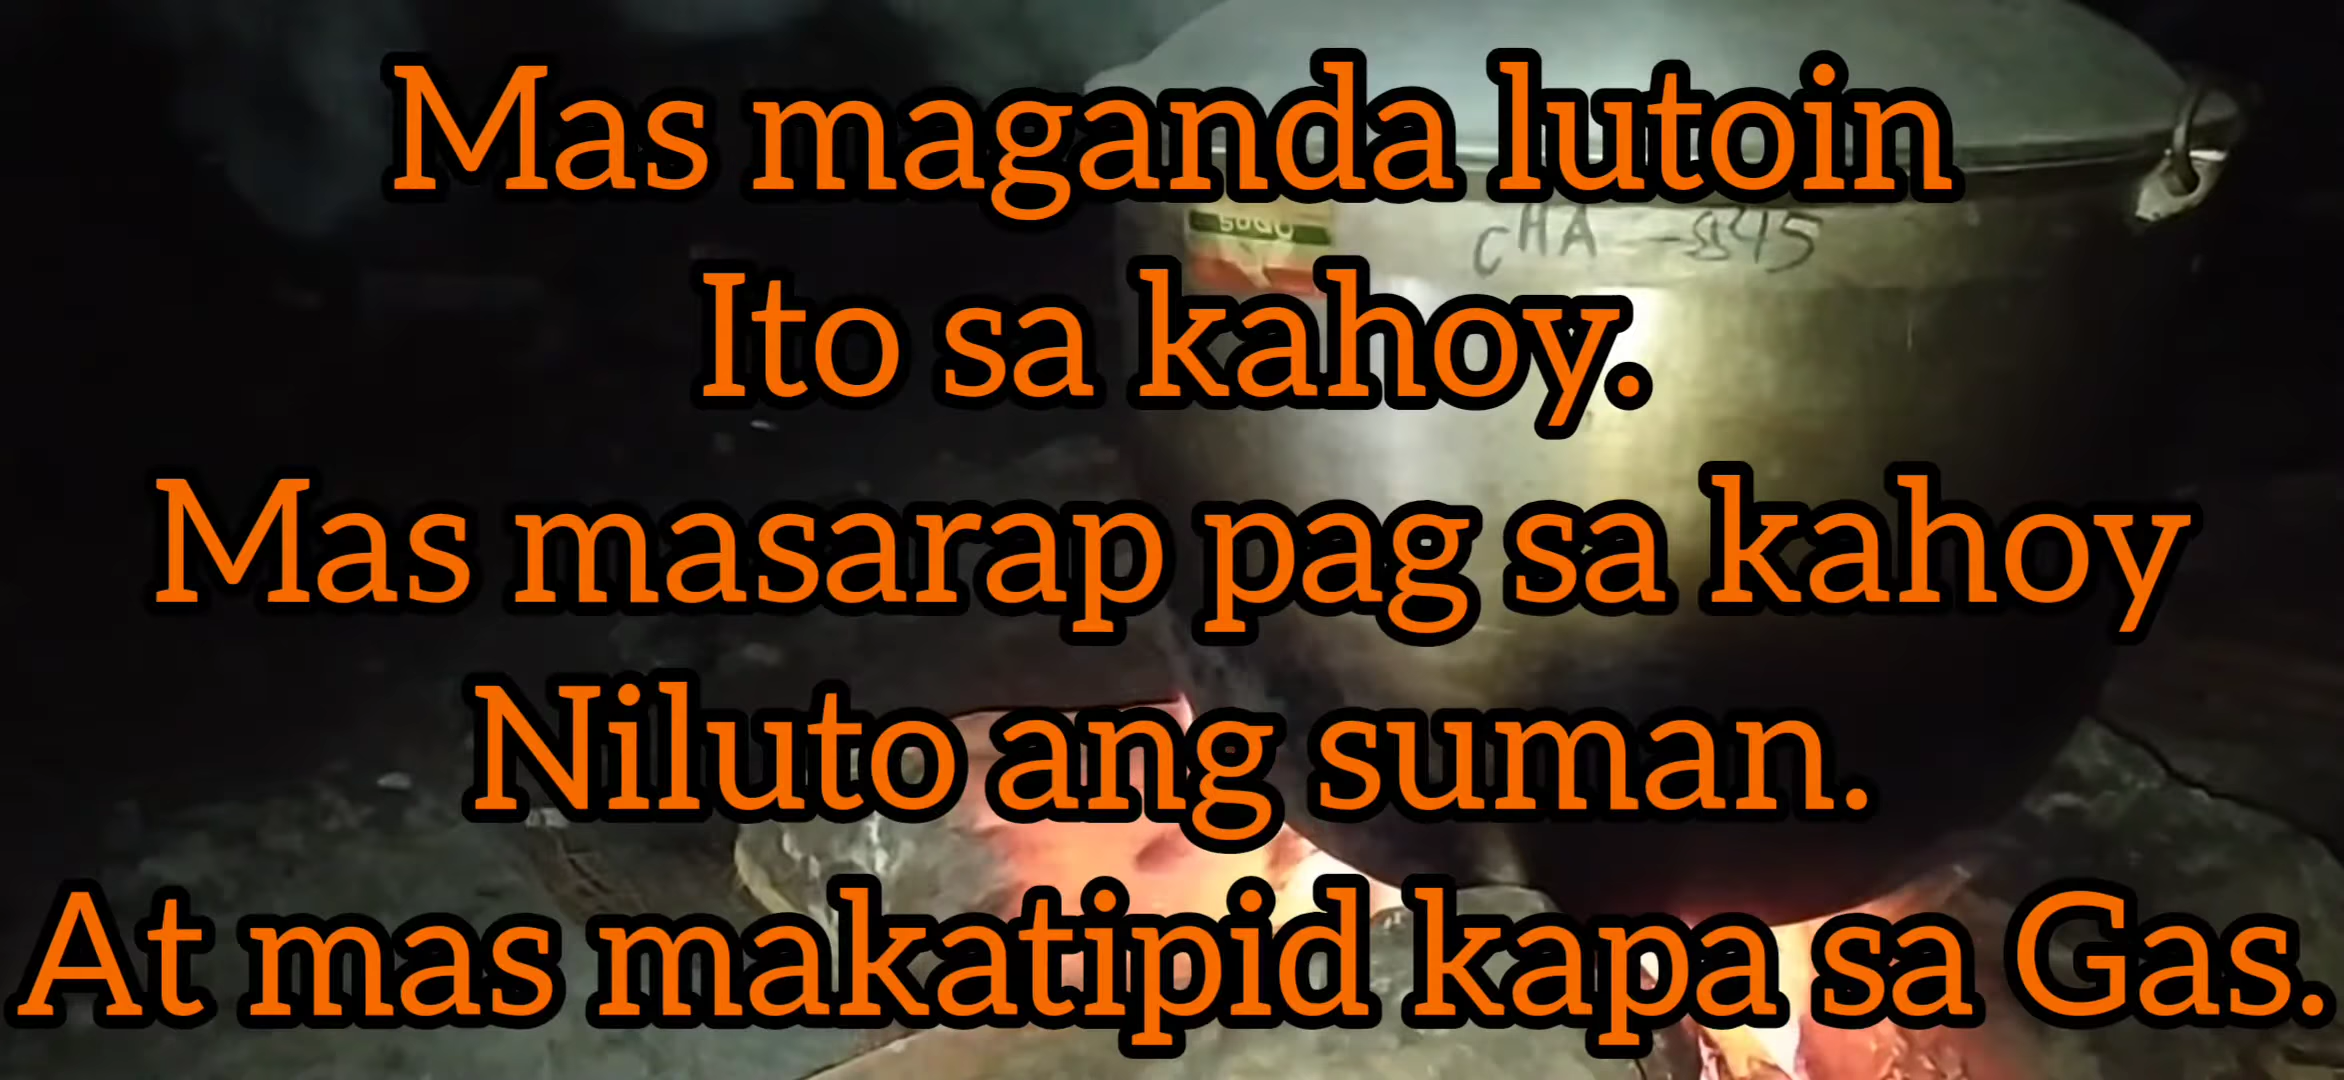 Mas maganda lutoin
CHA
Ito sa kahoy.
Mas masarap pag sa kahoy
Niluto ang suman.
At mas makatipid kapa sa Gas.